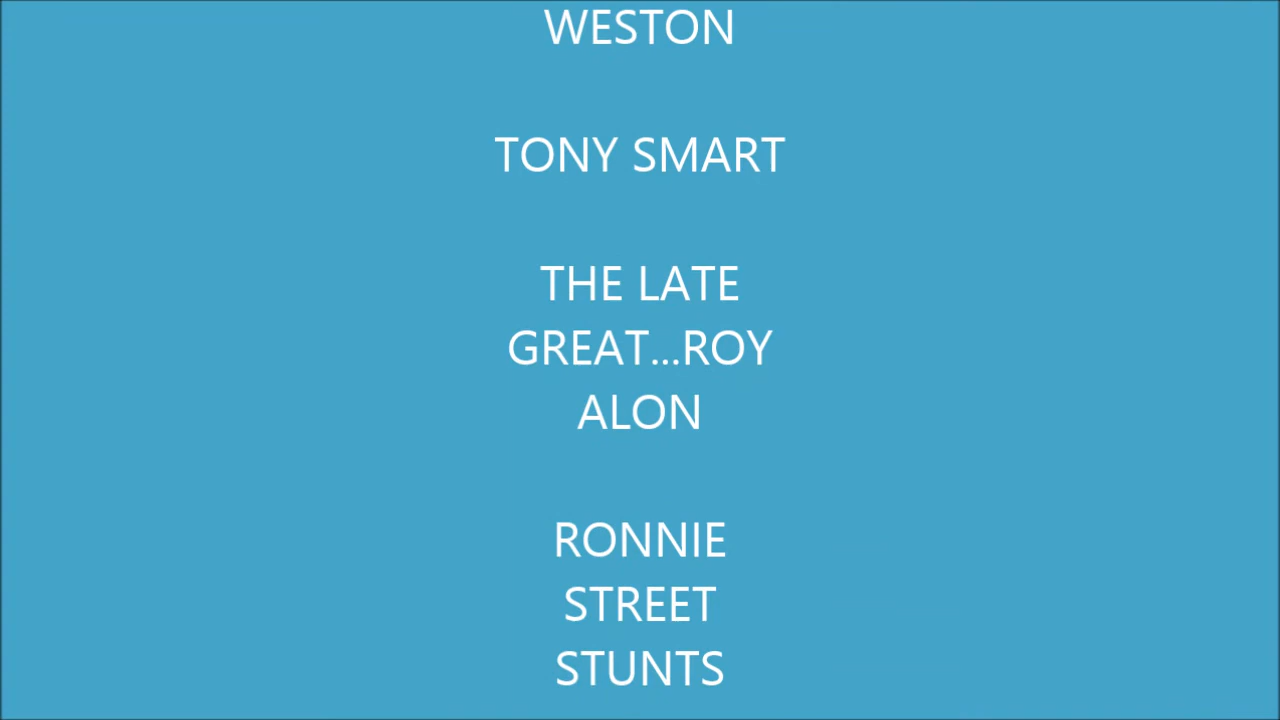 WESTON
TONY SMART
THE LATE
GREAT...ROY
ALON
RONNIE
STREET
STUNTS